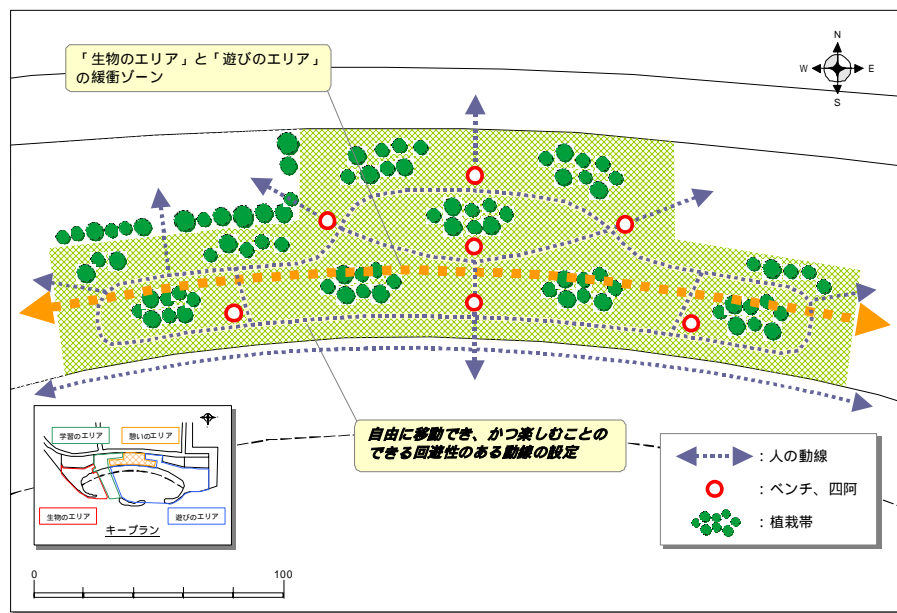 「生物のエリア」と「遊びのエリア」
の緩衝ゾーン
N
W
E
S
自由に移動でき、かつ楽しむことの
できる回遊性のある動線の設定
学習のエリア
憩いのエリア
生物のエリア
遊びのエリア
キープラン
：人の動線
：ベンチ、四阿
：植栽帯
0
100